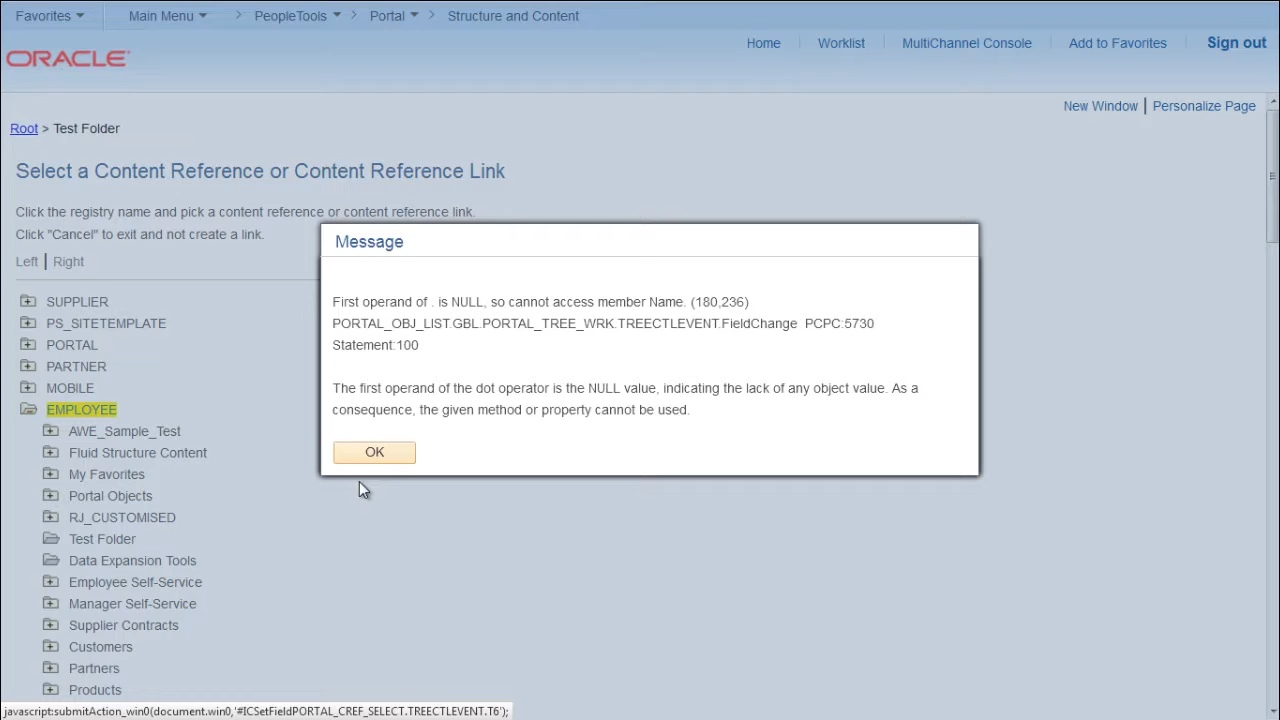 Favorites
Main Menu
>
PeopleTools
>
Portal
>
Structure and Content
Home
Worklist
MultiChannel Console
Add to Favorites
Sign out
ORACLE
New Window | Personalize Page
Root > Test Folder
Select a Content Reference or Content Reference Link
Click the registry name and pick a content reference or content reference link.
Click "Cancel" to exit and not create a link.
Left | Right
Message
First operand of . is NULL, so cannot access member Name. (180,236)
PORTAL_OBJ_LIST.GBL.PORTAL_TREE_WRK.TREECTLEVENT.FieldChange  PCPC:5730
Statement:100
The first operand of the dot operator is the NULL value, indicating the lack of any object value. As a
consequence, the given method or property cannot be used.
OK
SUPPLIER
PS_SITETEMPLATE
PORTAL
PARTNER
MOBILE
EMPLOYEE
AWE_Sample_Test
Fluid Structure Content
My Favorites
Portal Objects
RJ_CUSTOMISED
Test Folder
Data Expansion Tools
Employee Self-Service
Manager Self-Service
Supplier Contracts
Customers
Partners
Products
javascript:submitAction_win0(document.win0,'#ICSetFieldPORTAL_CREF_SELECT.TREECTLEVENT.T6');